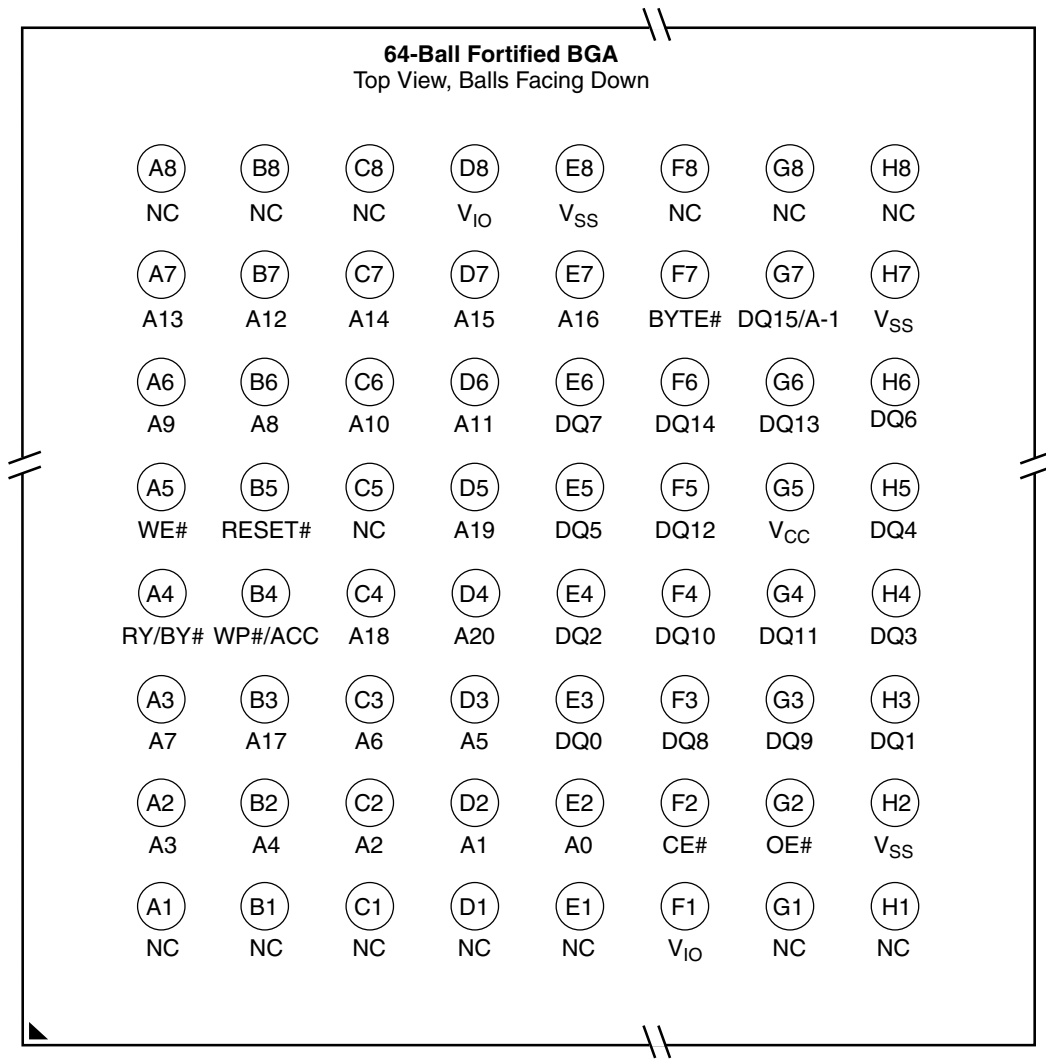 64-Ball Fortified BGA
Top View, Balls Facing Down
A8 B8 C8 D8 E8 F8 G8 H8
NC NC NC VIO VSS NC NC NC
A7 B7 C7 D7 E7 F7 G7 H7
A13 A12 A14 A15 A16 BYTE# DQ15/A-1 VSS
A6 B6 C6 D6 E6 F6 G6 H6
A9 A8 A10 A11 DQ7 DQ14 DQ13 DQ6
A5 B5 C5 D5 E5 F5 G5 H5
WE# RESET# NC A19 DQ5 DQ12 VCC DQ4
A4 B4 C4 D4 E4 F4 G4 H4
RY/BY# WP#/ACC A18 A20 DQ2 DQ10 DQ11 DQ3
A3 B3 C3 D3 E3 F3 G3 H3
A7 A17 A6 A5 DQ0 DQ8 DQ9 DQ1
A2 B2 C2 D2 E2 F2 G2 H2
A3 A4 A2 A1 A0 CE# OE# VSS
A1 B1 C1 D1 E1 F1 G1 H1
NC NC NC NC NC VIO NC NC